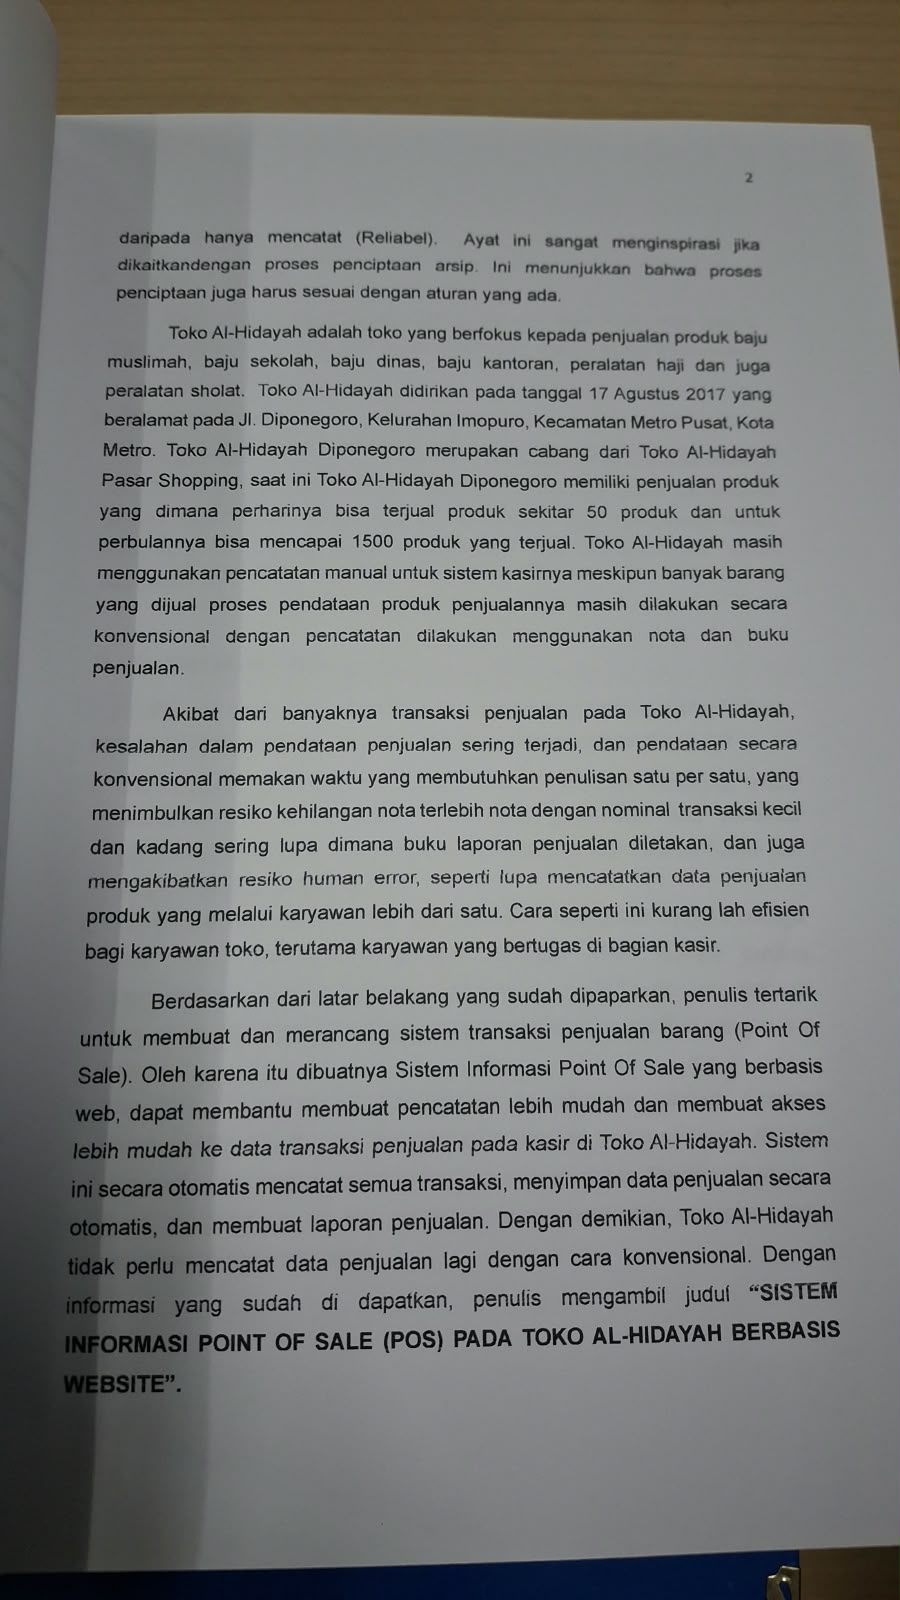 2
daripada hanya mencatat (Reliabel). Ayat ini sangat menginspirasi jika
dikaitkandengan proses penciptaan arsip. Ini menunjukkan bahwa proses
penciptaan juga harus sesuai dengan aturan yang ada.
Toko Al-Hidayah adalah toko yang berfokus kepada penjualan produk baju
muslimah, baju sekolah, baju dinas, baju kantoran, peralatan haji dan juga
peralatan sholat. Toko Al-Hidayah didirikan pada tanggal 17 Agustus 2017 yang
beralamat pada Jl. Diponegoro, Kelurahan Imopuro, Kecamatan Metro Pusat, Kota
Metro. Toko Al-Hidayah Diponegoro merupakan cabang dari Toko Al-Hidayah
Pasar Shopping, saat ini Toko Al-Hidayah Diponegoro memiliki penjualan produk
yang dimana perharinya bisa terjual produk sekitar 50 produk dan untuk
perbulannya bisa mencapai 1500 produk yang terjual. Toko Al-Hidayah masih
menggunakan pencatatan manual untuk sistem kasirnya meskipun banyak barang
yang dijual proses pendataan produk penjualannya masih dilakukan secara
konvensional dengan pencatatan dilakukan menggunakan nota dan buku
penjualan.
Akibat dari banyaknya transaksi penjualan pada Toko Al-Hidayah,
kesalahan dalam pendataan penjualan sering terjadi, dan pendataan secara
konvensional memakan waktu yang membutuhkan penulisan satu per satu, yang
menimbulkan resiko kehilangan nota terlebih nota dengan nominal transaksi kecil
dan kadang sering lupa dimana buku laporan penjualan diletakan, dan juga
mengakibatkan resiko human error, seperti lupa mencatatkan data penjualan
produk yang melalui karyawan lebih dari satu. Cara seperti ini kurang lah efisien
bagi karyawan toko, terutama karyawan yang bertugas di bagian kasir.
Berdasarkan dari latar belakang yang sudah dipaparkan, penulis tertarik
untuk membuat dan merancang sistem transaksi penjualan barang (Point Of
Sale). Oleh karena itu dibuatnya Sistem Informasi Point Of Sale yang berbasis
web, dapat membantu membuat pencatatan lebih mudah dan membuat akses
lebih mudah ke data transaksi penjualan pada kasir di Toko Al-Hidayah. Sistem
ini secara otomatis mencatat semua transaksi, menyimpan data penjualan secara
otomatis, dan membuat laporan penjualan. Dengan demikian, Toko Al-Hidayah
tidak perlu mencatat data penjualan lagi dengan cara konvensional. Dengan
informasi yang sudah di dapatkan, penulis mengambil judul “SISTEM
INFORMASI POINT OF SALE (POS) PADA TOKO AL-HIDAYAH BERBASIS
WEBSITE”.